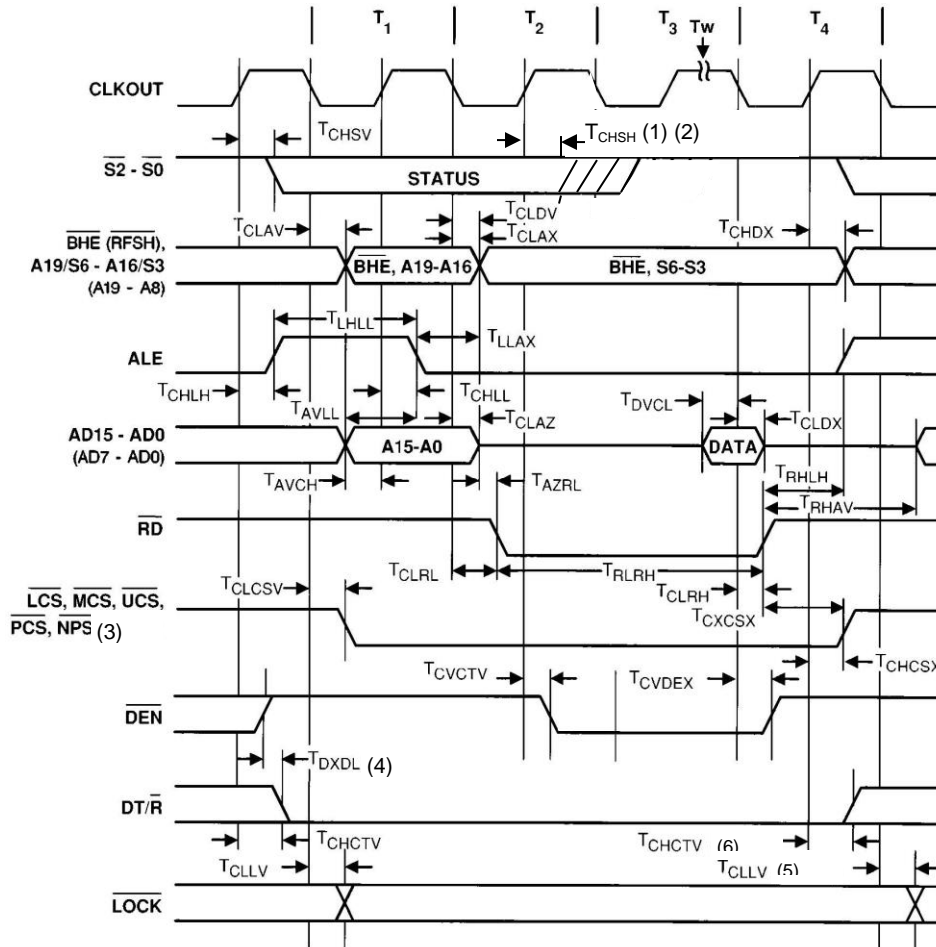 T1 T2 T3 Tw T4
CLKOUT
TCHSV
TCHSH (1) (2)
S2 - S0
STATUS
TCLDV
TCLAV
TCLAX
TCHDX
BHE (RFSH),
A19/S6 - A16/S3
(A19 - A8)
BHE, A19-A16
BHE, S6-S3
TLHLL
TLLAX
ALE
TCHLH
TCHLL
TAVLL
TCLAZ
TDVCL
TCLDX
AD15 - AD0
(AD7 - AD0)
A15-A0
DATA
TAVCH
TAZRL
TRHLH
TRHAV
RD
TCLRL
TRLRH
TCLCSV
TCLRH
LCS, MCS, UCS,
PCS, NPS (3)
TCXCSX
TCHCSX
TCVCTV
TCVDEX
DEN
TDXDL (4)
DT/R
TCHCTV
TCHCTV (6)
TCLLV
TCLLV (5)
LOCK